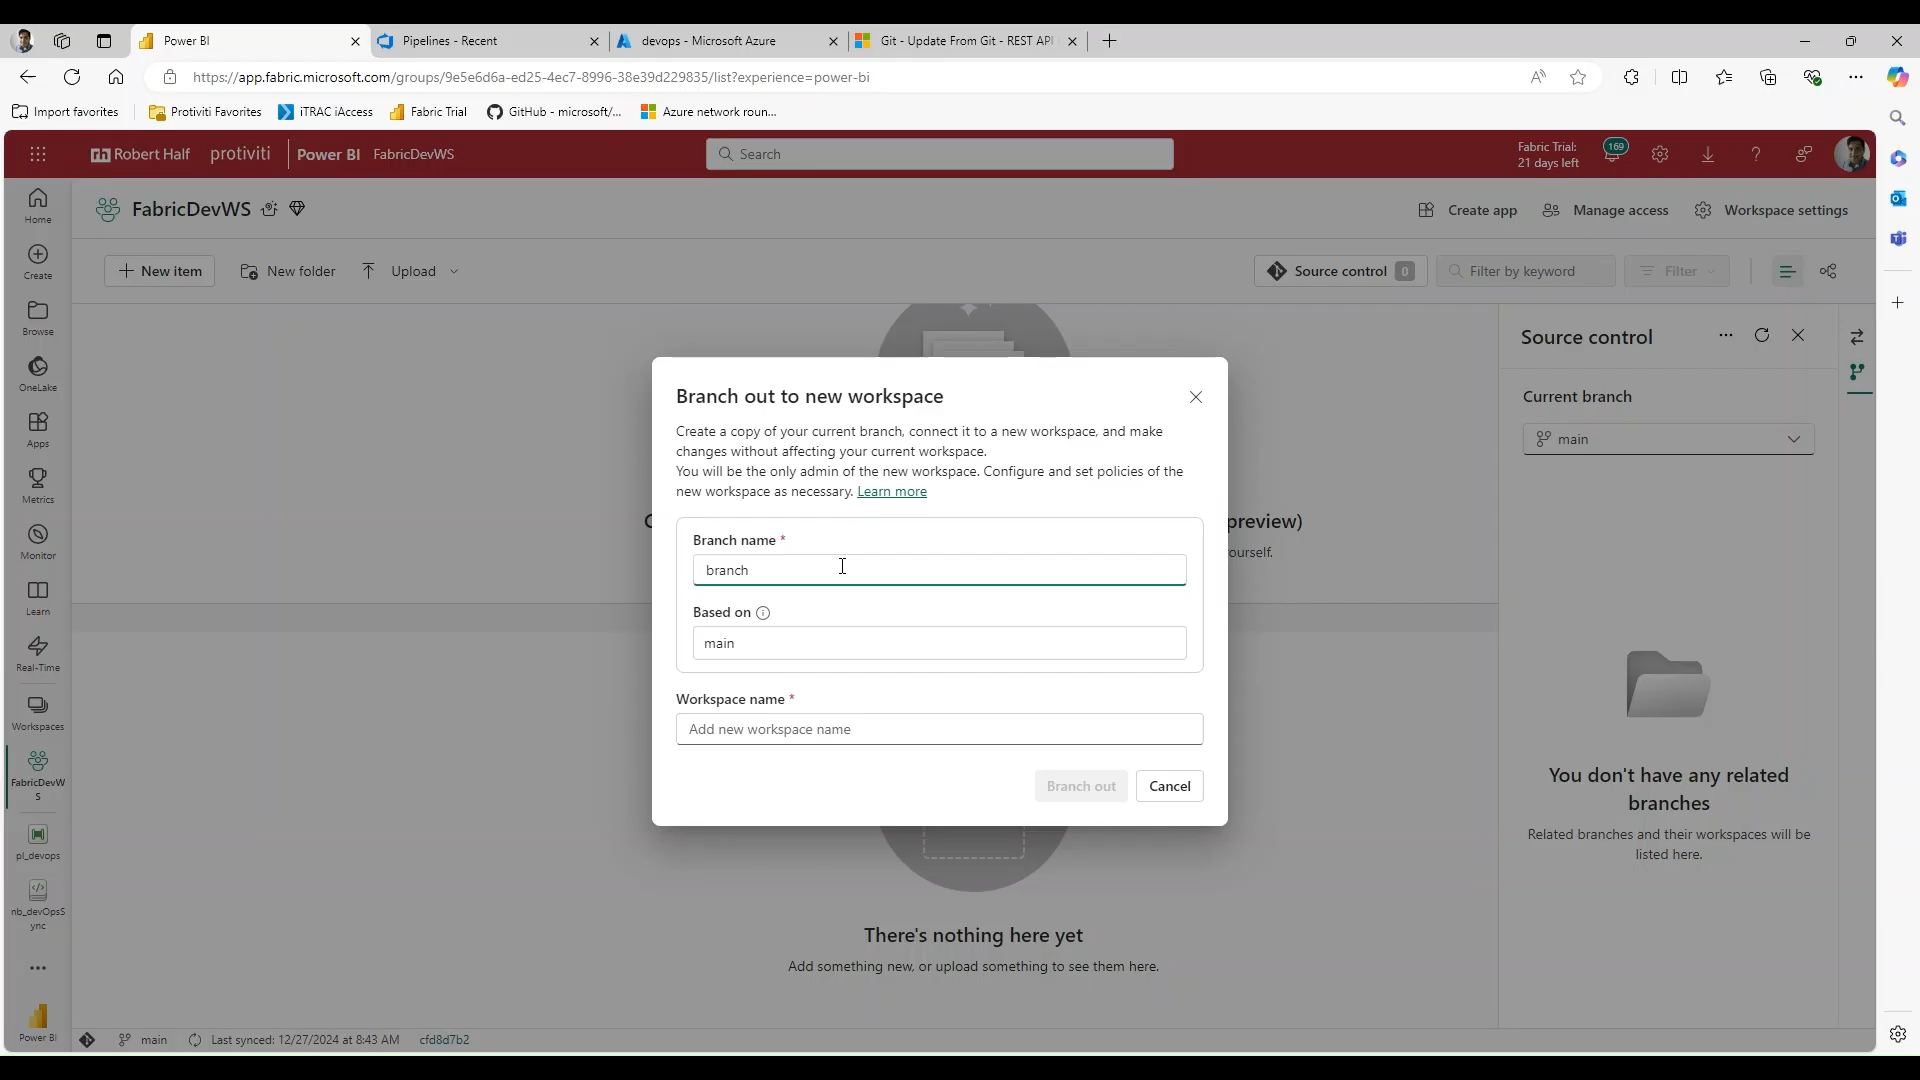 Power BI
Pipelines - Recent
devops - Microsoft Azure
Git - Update From Git - REST API
https://app.fabric.microsoft.com/groups/9e5e6d6a-ed25-4ec7-8996-38e39d229835/list?experience=power-bi
Import favorites
Protiviti Favorites
iTRAC iAccess
Fabric Trial
GitHub - microsoft/...
Azure network roun...
rh Robert Half
protiviti
Power BI
FabricDevWS
Search
Fabric Trial:
21 days left
169
Home
Create
Browse
OneLake
Apps
Metrics
Monitor
Learn
Real-Time
Workspaces
FabricDevW
S
pl_devops
nb_devOpsS
ync
Power BI
FabricDevWS
Create app
Manage access
Workspace settings
New item
New folder
Upload
Source control 0
Filter by keyword
Filter
Source control
Current branch
main
You don't have any related
branches
Related branches and their workspaces will be
listed here.
preview)
ourself.
Branch out to new workspace
Create a copy of your current branch, connect it to a new workspace, and make
changes without affecting your current workspace.
You will be the only admin of the new workspace. Configure and set policies of the
new workspace as necessary. Learn more
Branch name *
branch
Based on
main
Workspace name *
Add new workspace name
Branch out
Cancel
There's nothing here yet
Add something new, or upload something to see them here.
main
Last synced: 12/27/2024 at 8:43 AM
cfd8d7b2